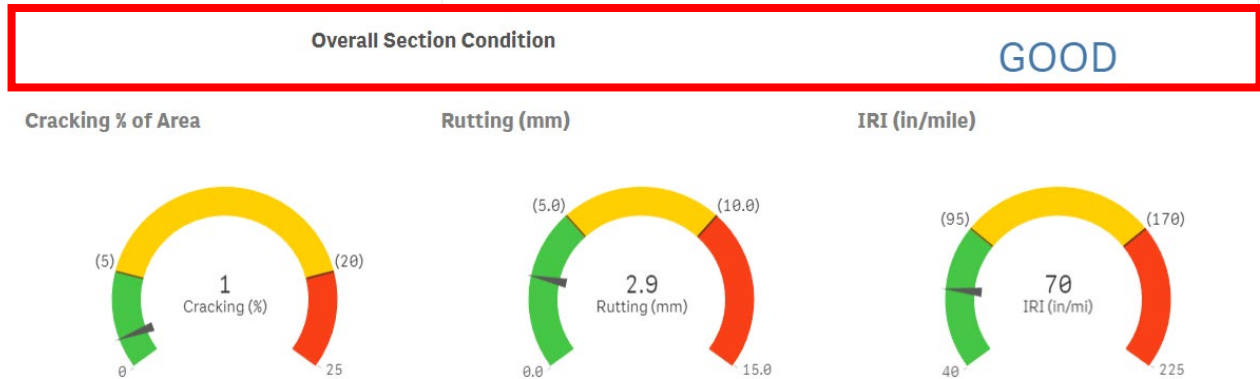 Overall Section Condition
GOOD
Cracking % of Area
Rutting (mm)
IRI (in/mile)
(5)
(20)
1
Cracking (%)
0
25
(5.0)
(10.0)
2.9
Rutting (mm)
0.0
15.0
(95)
(170)
70
IRI (in/mi)
40
225